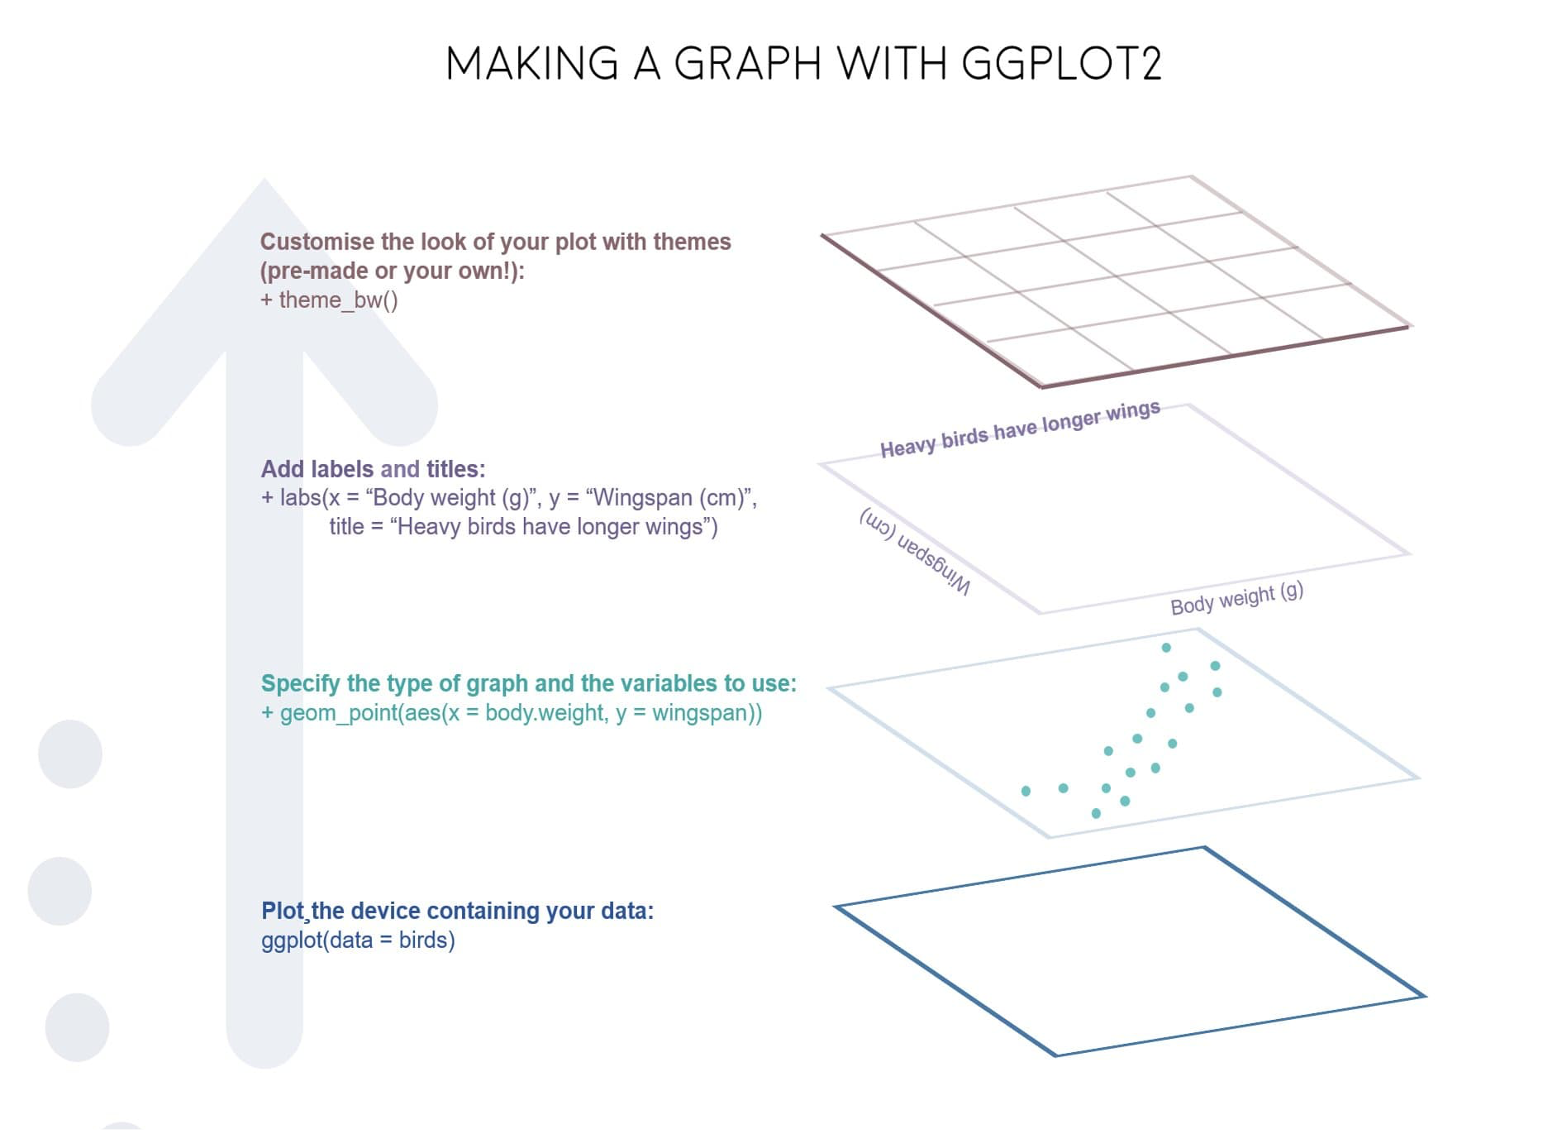 MAKING A GRAPH WITH GGPLOT2
Customise the look of your plot with themes
(pre-made or your own!):
+ theme_bw()
Heavy birds have longer wings
Add labels and titles:
+ labs(x = “Body weight (g)”, y = “Wingspan (cm)”,
title = “Heavy birds have longer wings”)
Wingspan (cm)
Body weight (g)
Specify the type of graph and the variables to use:
+ geom_point(aes(x = body.weight, y = wingspan))
Plot the device containing your data:
ggplot(data = birds)